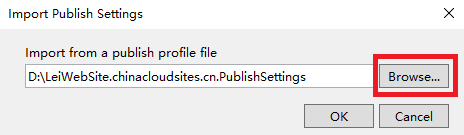 Import Publish Settings
Import from a publish profile file
D:\LeiWebSite.chinacloudsites.cn.PublishSettings
Browse...
OK
Cancel